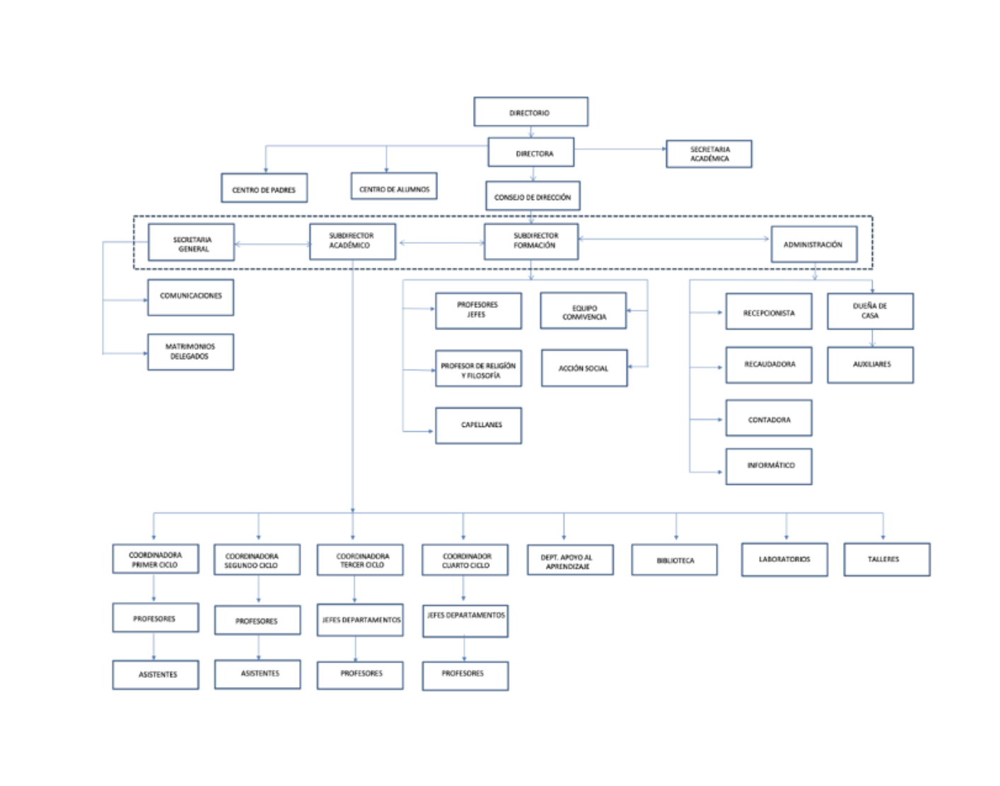 DIRECTORIO
DIRECTORA
SECRETARIA
ACADÉMICA
CENTRO DE PADRES
CENTRO DE ALUMNOS
CONSEJO DE DIRECCIÓN
SECRETARIA
GENERAL
SUBDIRECTOR
ACADÉMICO
SUBDIRECTOR
FORMACIÓN
ADMINISTRACIÓN
COMUNICACIONES
MATRIMONIOS
DELEGADOS
PROFESORES
JEFES
EQUIPO
CONVIVENCIA
PROFESOR DE RELIGÍÓN
Y FILOSOFÍA
ACCIÓN SOCIAL
CAPELLANES
RECEPCIONISTA
DUEÑA DE
CASA
RECAUDADORA
AUXILIARES
CONTADORA
INFORMÁTICO
COORDINADORA
PRIMER CICLO
COORDINADORA
SEGUNDO CICLO
COORDINADORA
TERCER CICLO
COORDINADOR
CUARTO CICLO
DEPT. APOYO AL
APRENDIZAJE
BIBLIOTECA
LABORATORIOS
TALLERES
PROFESORES
PROFESORES
JEFES DEPARTAMENTOS
JEFES DEPARTAMENTOS
ASISTENTES
ASISTENTES
PROFESORES
PROFESORES